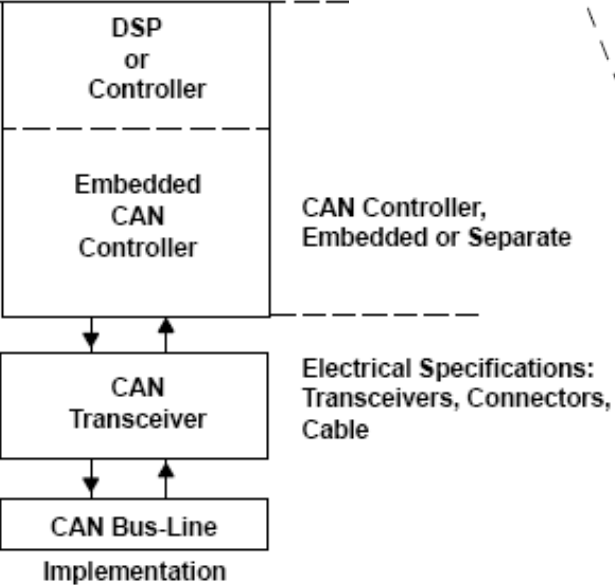 DSP
or
Controller
Embedded
CAN
Controller
CAN Controller,
Embedded or Separate
CAN
Transceiver
Electrical Specifications:
Transceivers, Connectors,
Cable
CAN Bus-Line
Implementation